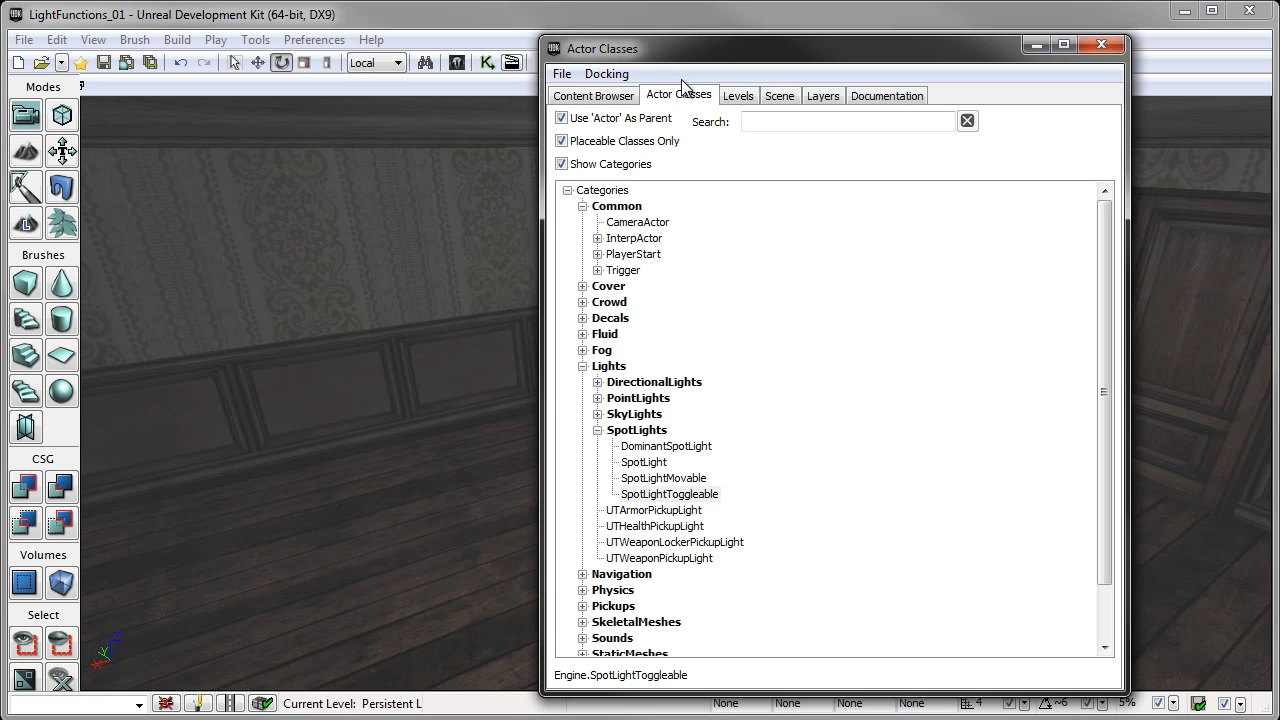 LightFunctions_01 - Unreal Development Kit (64-bit, DX9)
File Edit View Brush Build Play Tools Preferences Help
Local
Modes
Brushes
CSG
Volumes
Select
Actor Classes
File Docking
Content Browser Actor Classes Levels Scene Layers Documentation
Use 'Actor' As Parent
Search:
Placeable Classes Only
Show Categories
Categories
Common
CameraActor
InterpActor
PlayerStart
Trigger
Cover
Crowd
Decals
Fluid
Fog
Lights
DirectionalLights
PointLights
SkyLights
SpotLights
DominantSpotLight
SpotLight
SpotLightMovable
SpotLightToggleable
UTArmorPickupLight
UTHealthPickupLight
UTWeaponLockerPickupLight
UTWeaponPickupLight
Navigation
Physics
Pickups
SkeletalMeshes
Sounds
StaticMeshes
Engine.SpotLightToggleable
X Y Z
Current Level: Persistent L
None None None None 4 ~6 5%